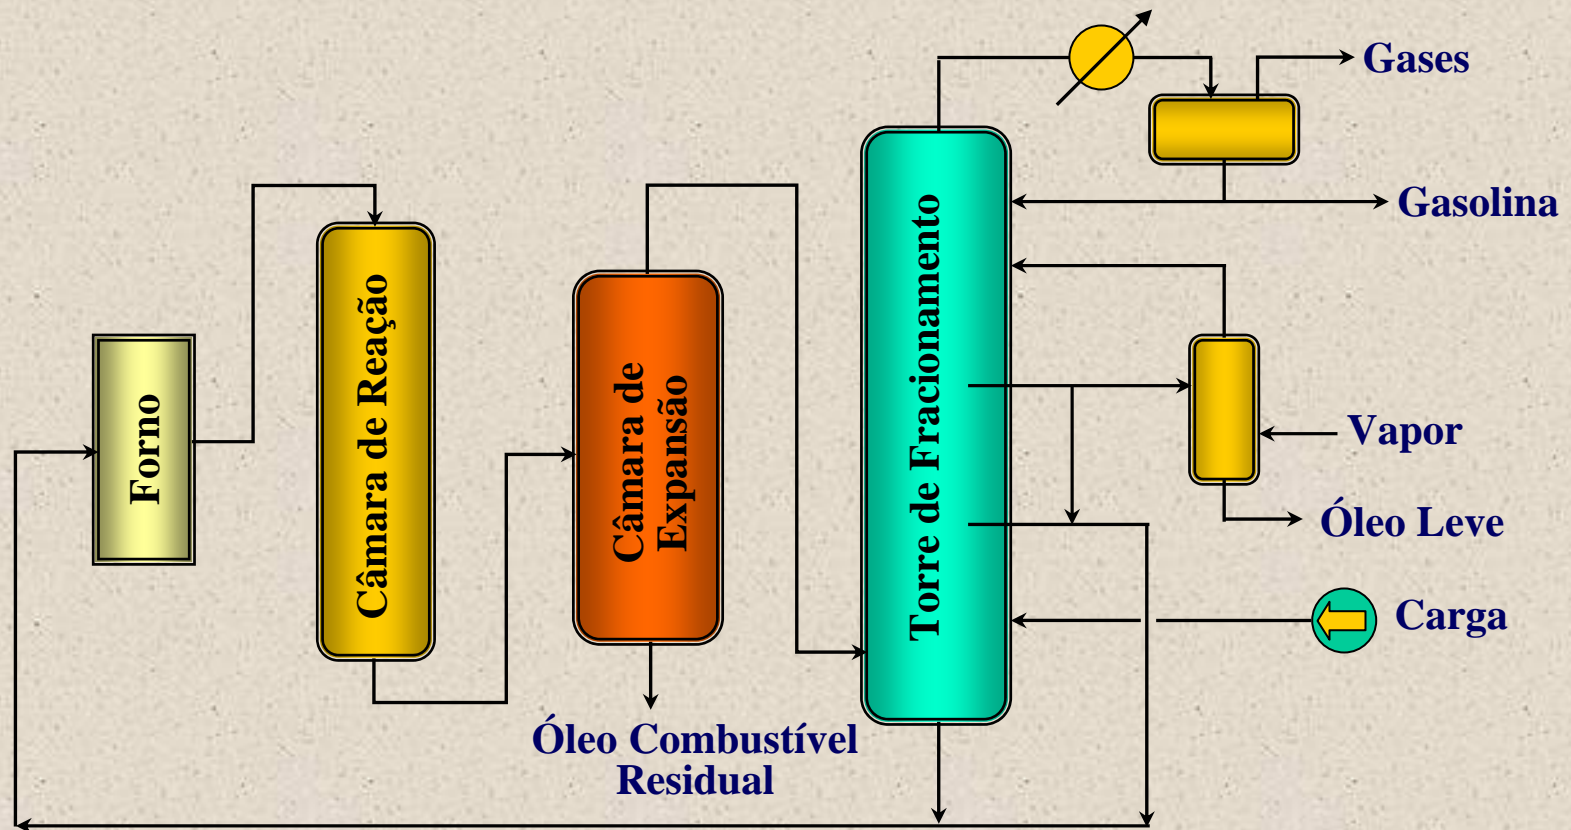 Gases
Gasolina
Forno
Câmara de Reação
Câmara de
Expansão
Torre de Fracionamento
Vapor
Óleo Leve
Carga
Óleo Combustível
Residual